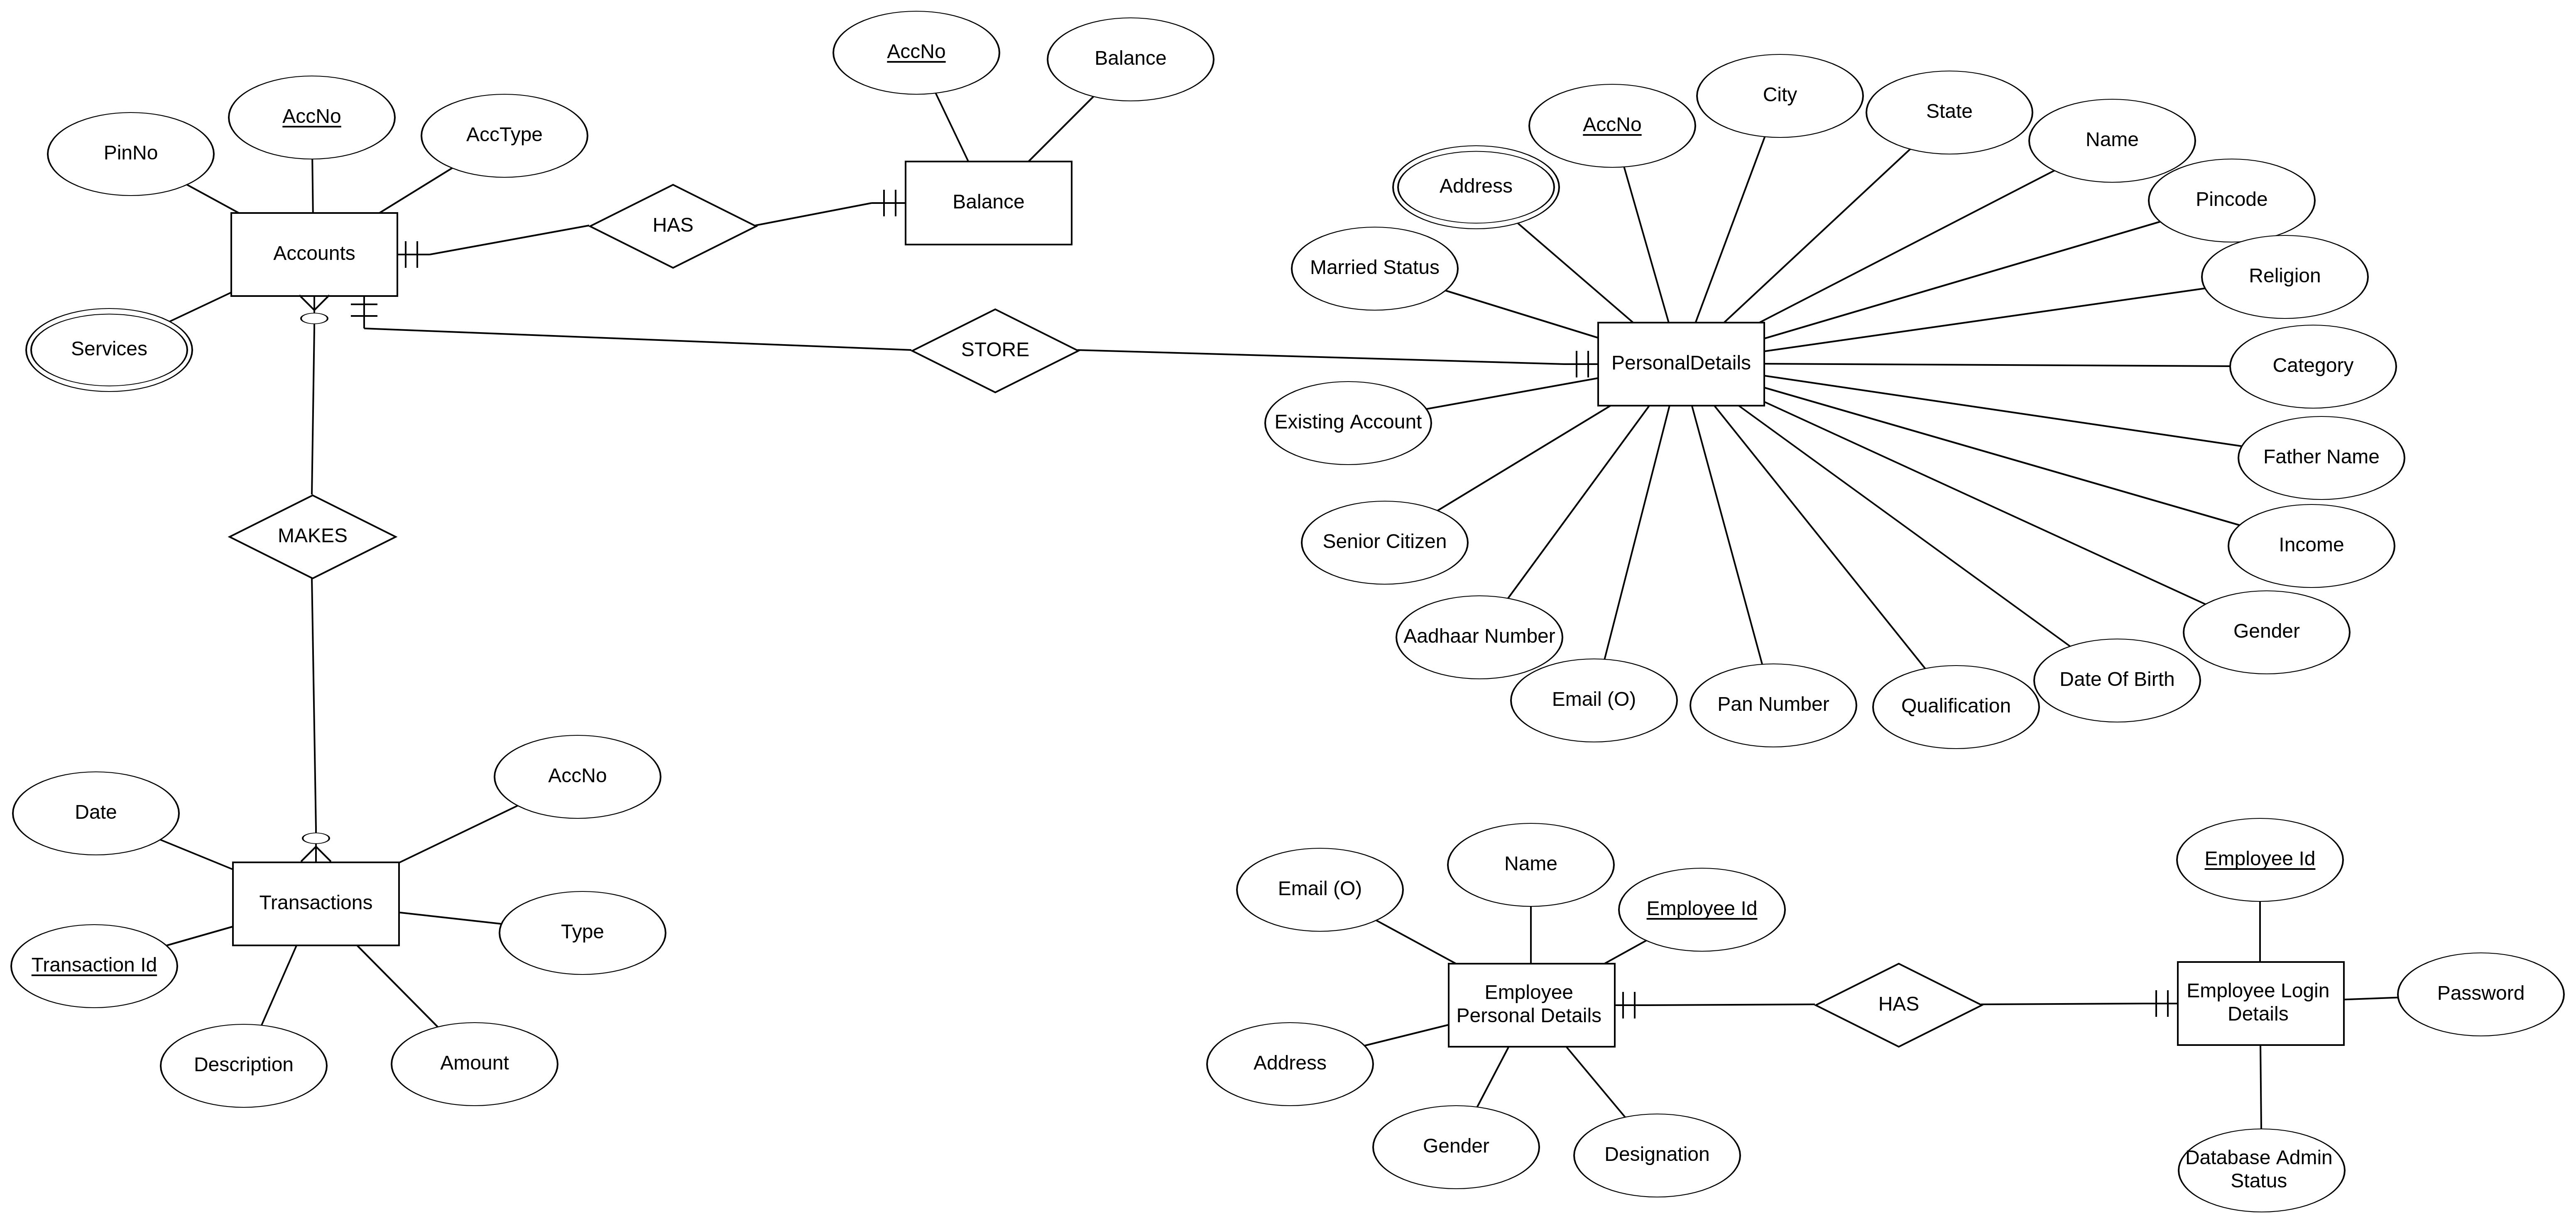 AccNo
Balance
PinNo
AccNo
AccType
Accounts
Services
HAS
Balance
STORE
AccNo
City
State
Name
Address
Pincode
Married Status
Religion
PersonalDetails
Category
Existing Account
Father Name
Senior Citizen
Income
Aadhaar Number
Gender
Email (O)
Pan Number
Qualification
Date Of Birth
MAKES
Date
AccNo
Transactions
Type
Transaction Id
Description
Amount
Email (O)
Name
Employee Id
Employee
Personal Details
Address
Gender
Designation
HAS
Employee Id
Employee Login
Details
Password
Database Admin
Status